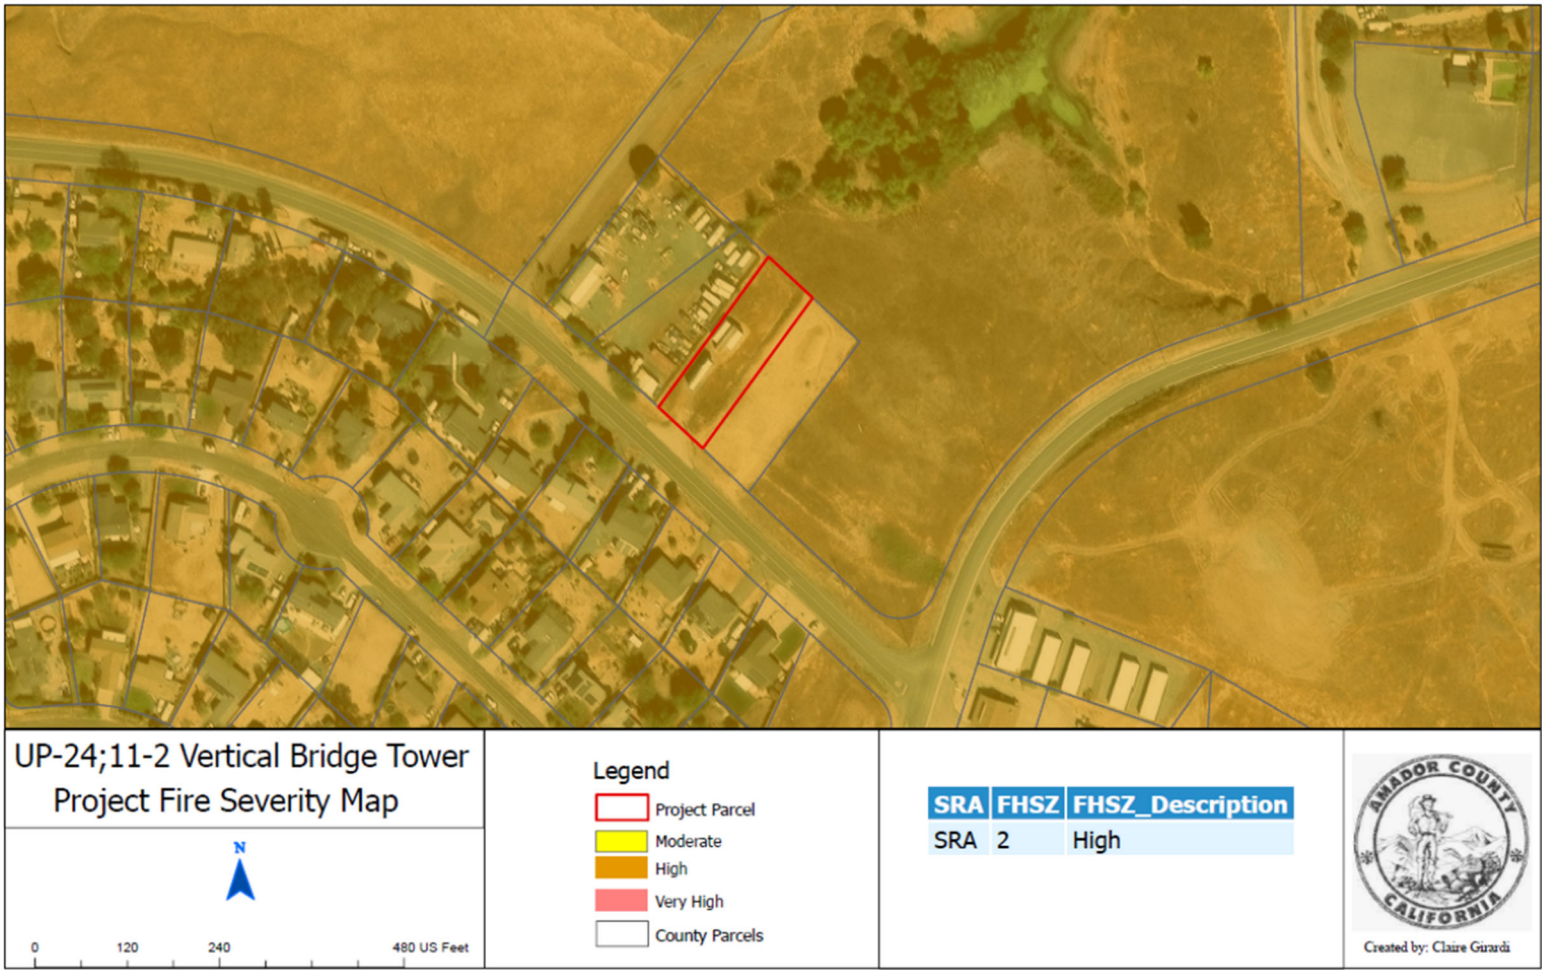 UP-24;11-2 Vertical Bridge Tower
Project Fire Severity Map
N
0 120 240 480 US Feet
Legend
Project Parcel
Moderate
High
Very High
County Parcels
SRA FHSZ FHSZ_Description
SRA 2 High
AMADOR COUNTY
CALIFORNIA
Created by: Claire Girardi